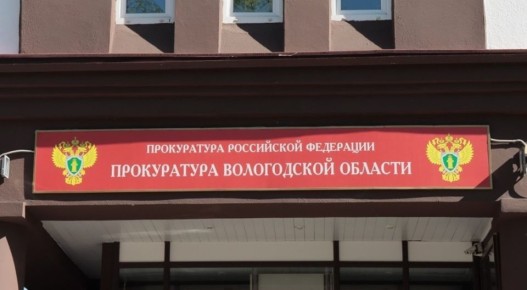 ПРОКУРАТУРА РОССИЙСКОЙ ФЕДЕРАЦИИ
ПРОКУРАТУРА ВОЛОГОДСКОЙ ОБЛАСТИ